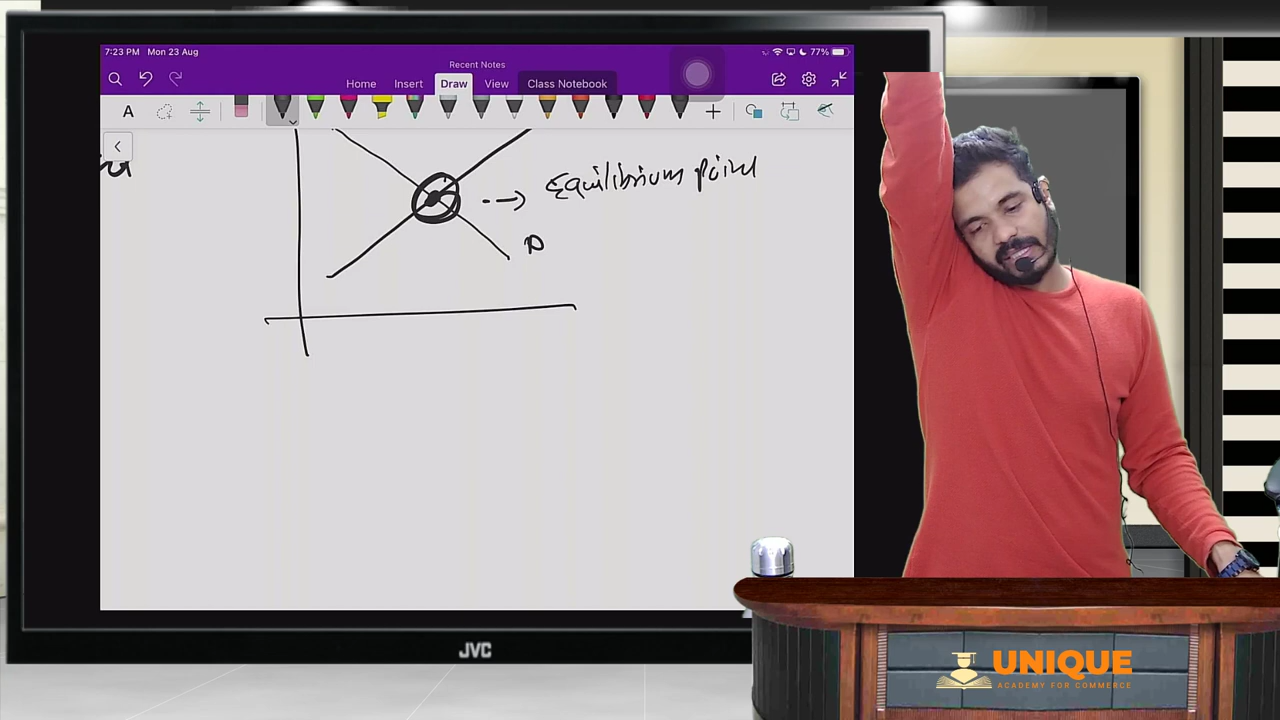 7:23 PM Mon 23 Aug
77%
Recent Notes
Home Insert Draw View Class Notebook
A
Equilibrium point
D
JVC
UNIQUE
ACADEMY FOR COMMERCE